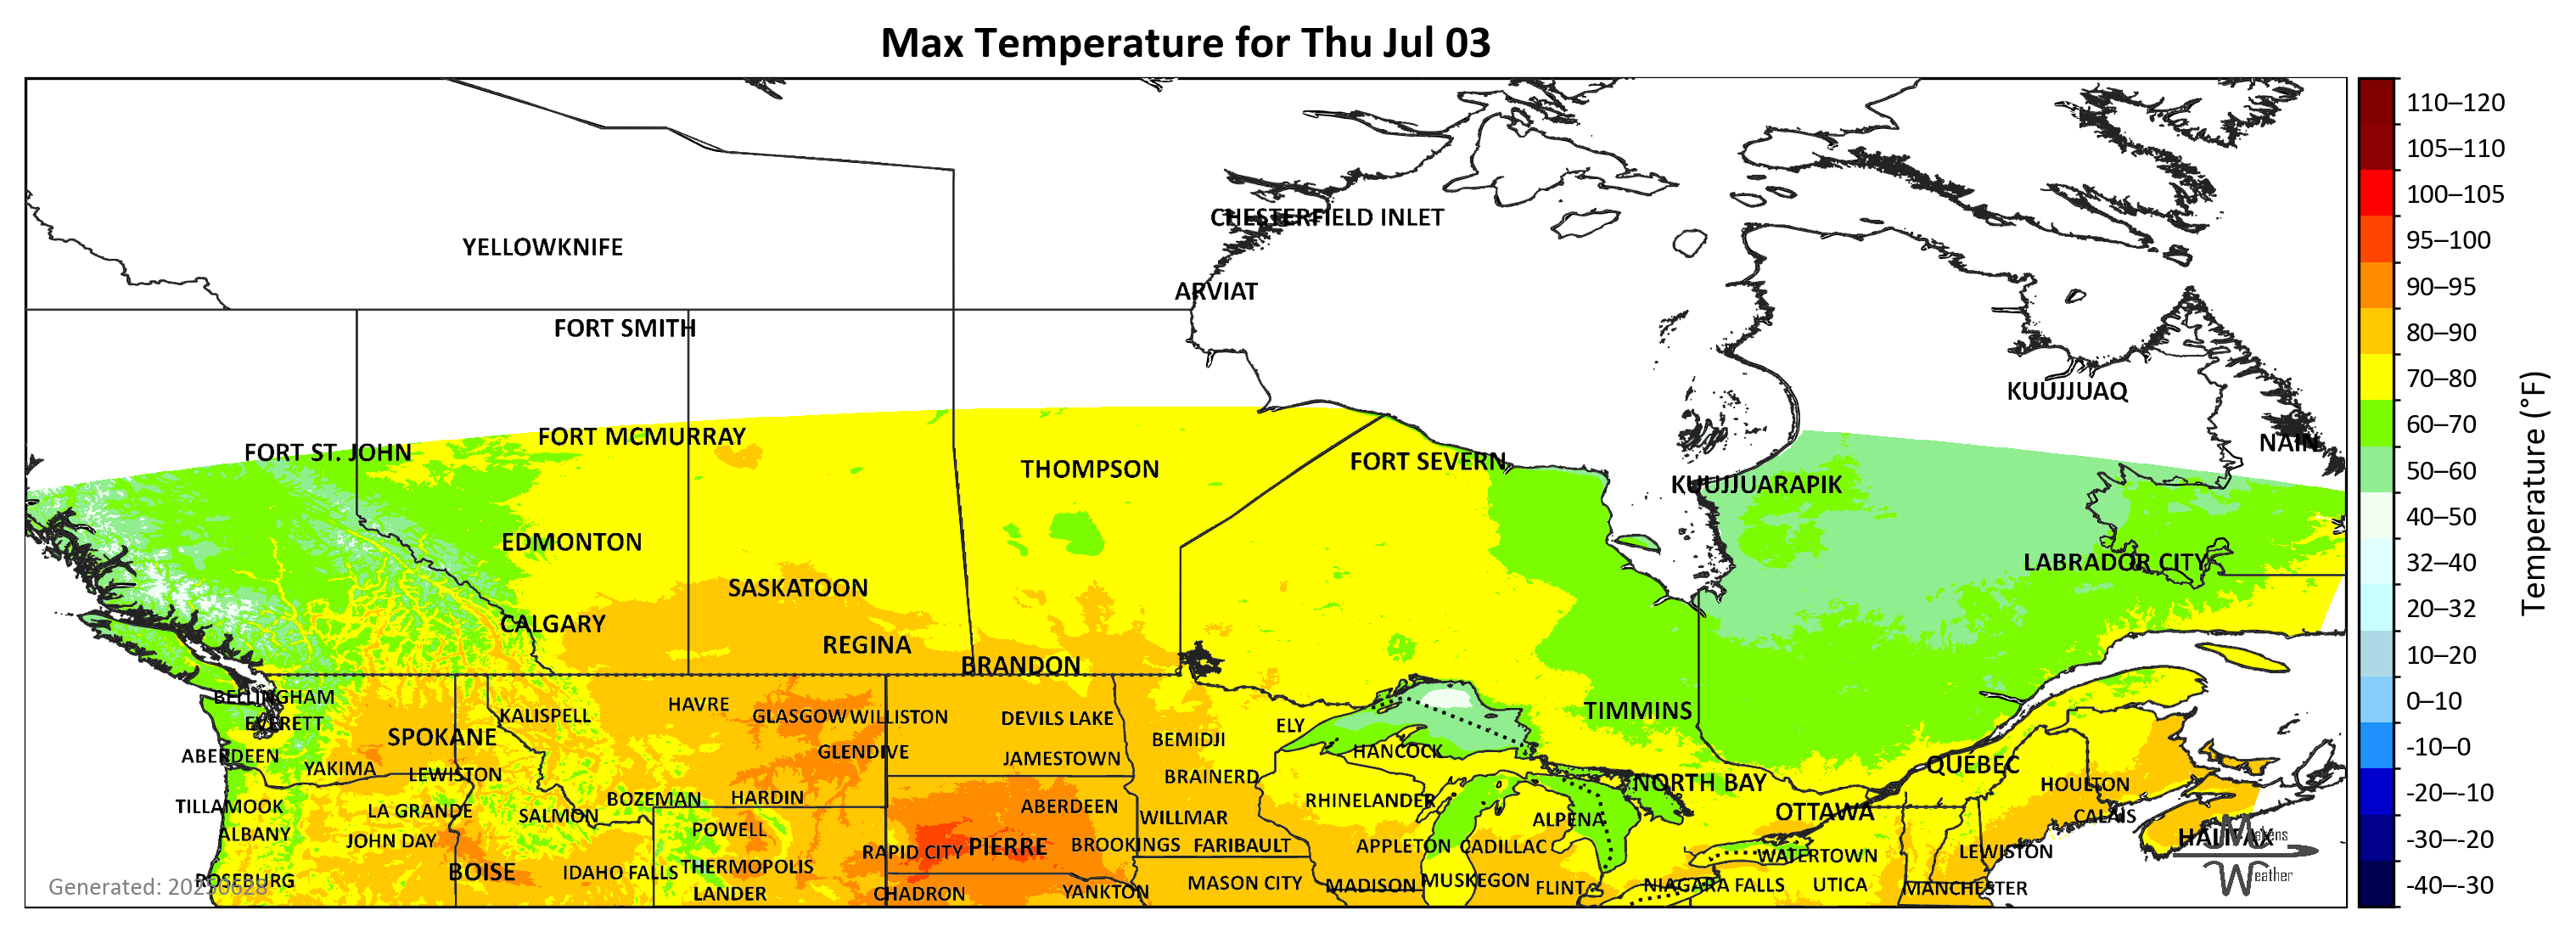 Max Temperature for Thu Jul 03
110–120
105–110
CHESTERFIELD INLET
100–105
YELLOWKNIFE
95–100
ARVIAT
90–95
FORT SMITH
80–90
KUUJJUAQ
70–80
FORT MCMURRAY
60–70
FORT ST. JOHN
NAIN
THOMPSON
FORT SEVERN
50–60
KUUJJUARAPIK
40–50
EDMONTON
LABRADOR CITY
32–40
SASKATOON
20–32
CALGARY
REGINA
10–20
BRANDON
BELLINGHAM
HAVRE
0–10
KALISPELL
GLASGOW WILLISTON
DEVILS LAKE
TIMMINS
EVERETT
ELY
SPOKANE
BEMIDJI
-10–0
ABERDEEN
GLENDIVE
JAMESTOWN
HANCOCK
QUÉBEC
YAKIMA
LEWISTON
BRAINERD
NORTH BAY
HOULTON
-20–-10
BOZEMAN
HARDIN
RHINELANDER
TILLAMOOK
LA GRANDE
SALMON
ABERDEEN
WILLMAR
ALPENA
OTTAWA
CALAIS
ALBANY
JOHN DAY
POWELL
RAPID CITY
PIERRE
BROOKINGS
FARIBAULT
APPLETON
CADILLAC
WATERTOWN
LEWISTON
HALIFAX
Makens
Weather
-30–-20
BOISE
IDAHO FALLS
THERMOPOLIS
ROSEBURG
LANDER
CHADRON
YANKTON
MASON CITY
MADISON
MUSKEGON
FLINT
NIAGARA FALLS
UTICA
MANCHESTER
-40–-30
Generated: 20250628
Temperature (°F)